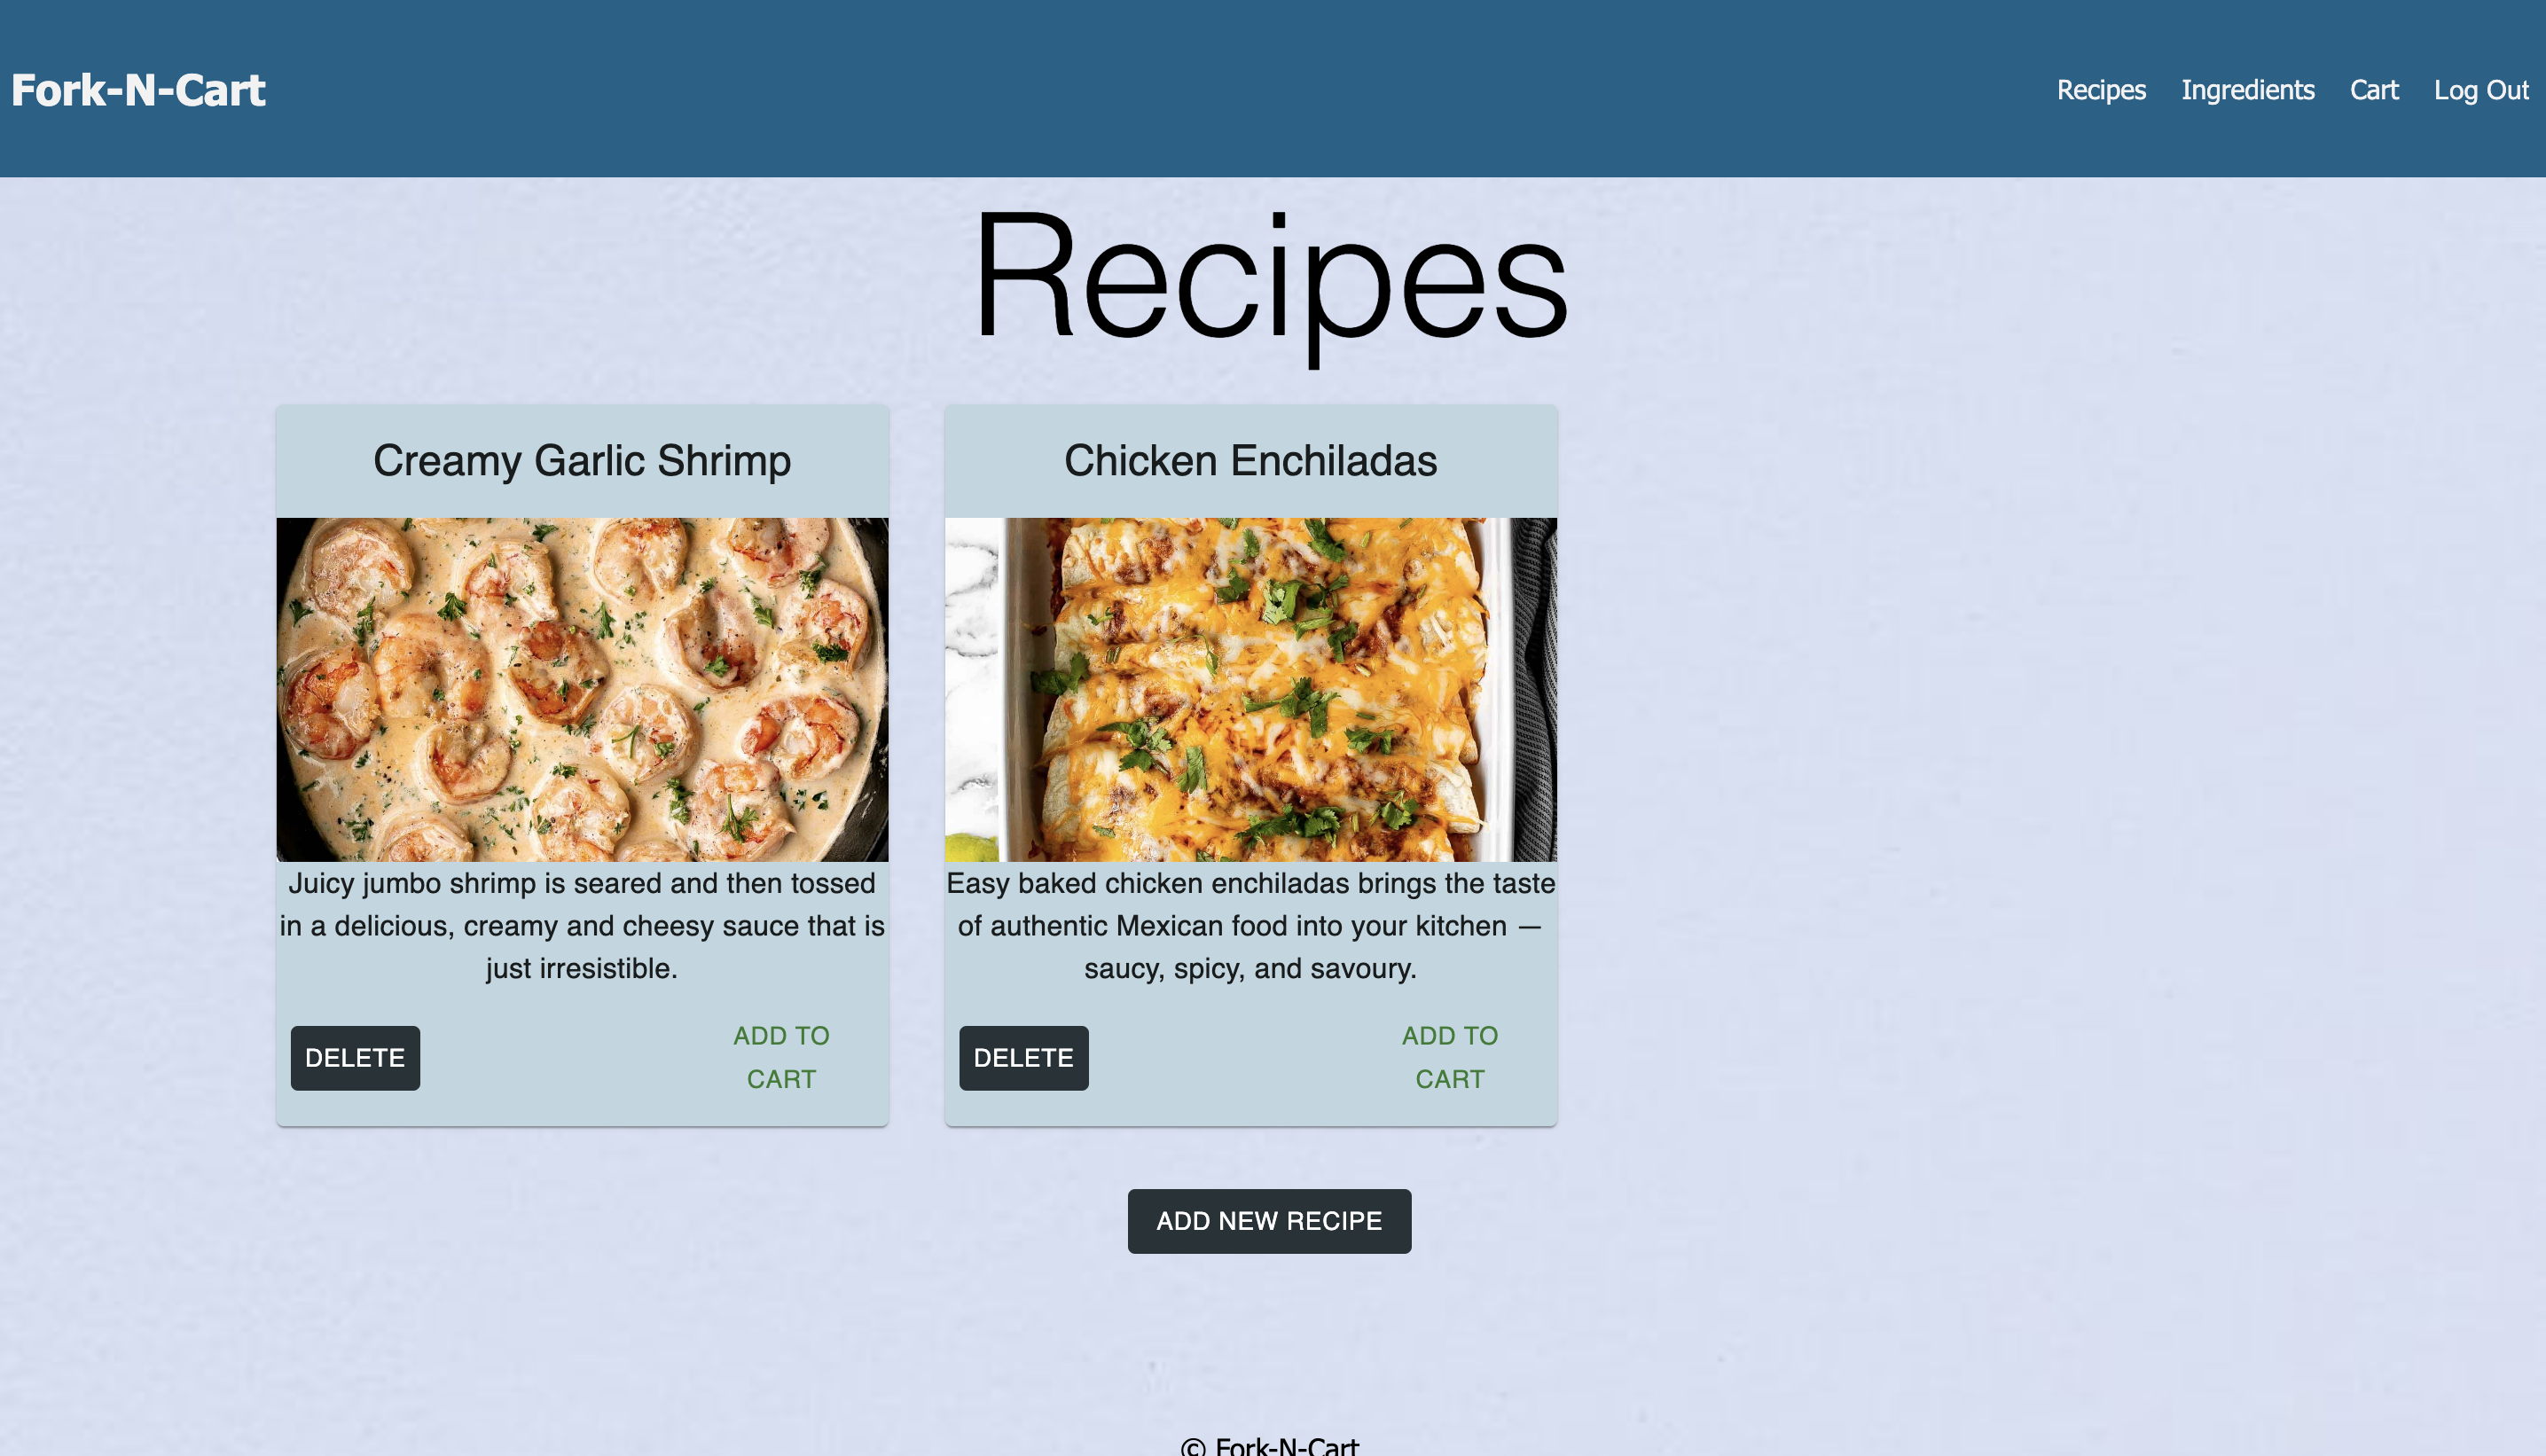 Fork-N-Cart
Recipes Ingredients Cart Log Out
Recipes
Creamy Garlic Shrimp
Juicy jumbo shrimp is seared and then tossed
in a delicious, creamy and cheesy sauce that is
just irresistible.
DELETE
ADD TO
CART
Chicken Enchiladas
Easy baked chicken enchiladas brings the taste
of authentic Mexican food into your kitchen —
saucy, spicy, and savoury.
DELETE
ADD TO
CART
ADD NEW RECIPE
© Fork-N-Cart